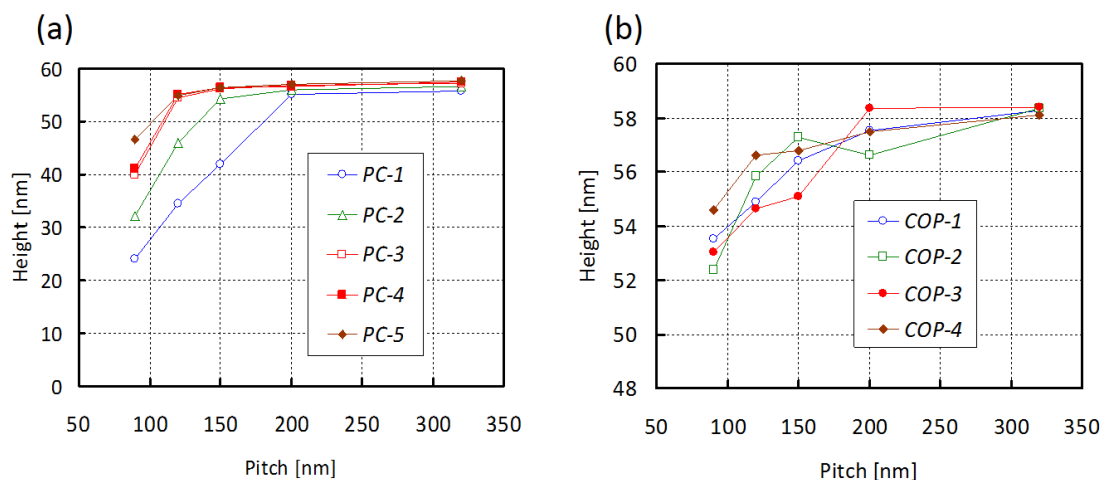 (a)
60
50
40
30
20
10
0
Height [nm]
PC-1
PC-2
PC-3
PC-4
PC-5
50 100 150 200 250 300 350
Pitch [nm]
(b)
60
58
56
54
52
50
48
Height [nm]
COP-1
COP-2
COP-3
COP-4
50 100 150 200 250 300 350
Pitch [nm]